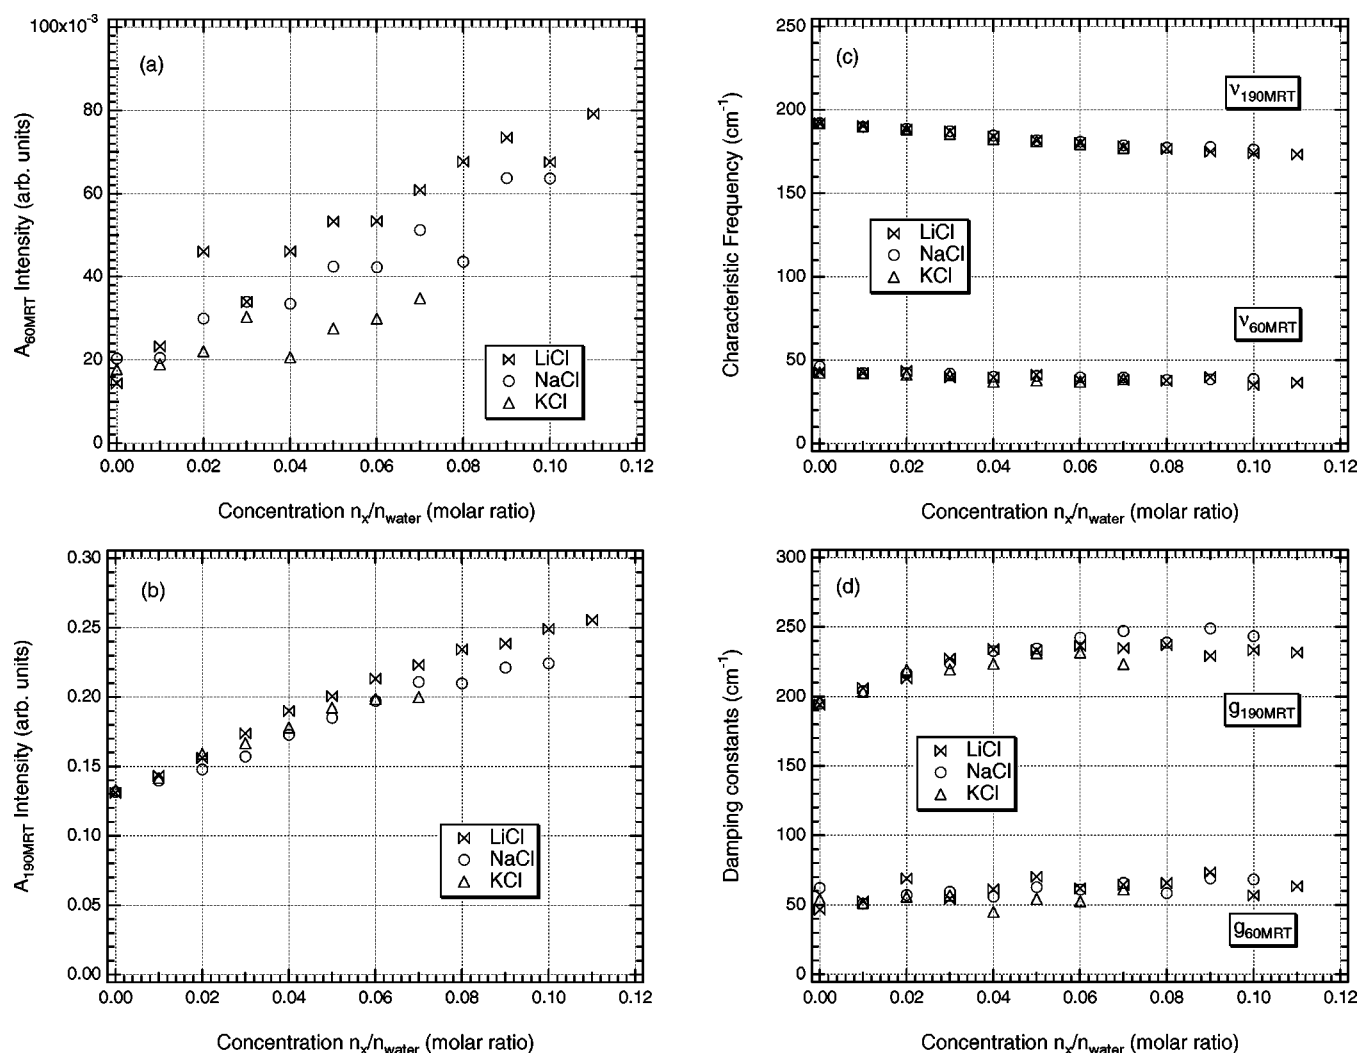 100x10-3
80
60
40
20
0
A60MRT Intensity (arb. units)
(a)
LiCl
NaCl
KCl
0.00 0.02 0.04 0.06 0.08 0.10 0.12
Concentration nx/nwater (molar ratio)
250
200
150
100
50
0
Characteristic Frequency (cm-1)
(c)
ν190MRT
LiCl
NaCl
KCl
ν60MRT
0.00 0.02 0.04 0.06 0.08 0.10 0.12
Concentration nx/nwater (molar ratio)
0.30
0.25
0.20
0.15
0.10
0.05
0.00
A190MRT Intensity (arb. units)
(b)
LiCl
NaCl
KCl
0.00 0.02 0.04 0.06 0.08 0.10 0.12
Concentration nx/nwater (molar ratio)
300
250
200
150
100
50
0
Damping constants (cm-1)
(d)
g190MRT
LiCl
NaCl
KCl
g60MRT
0.00 0.02 0.04 0.06 0.08 0.10 0.12
Concentration nx/nwater (molar ratio)